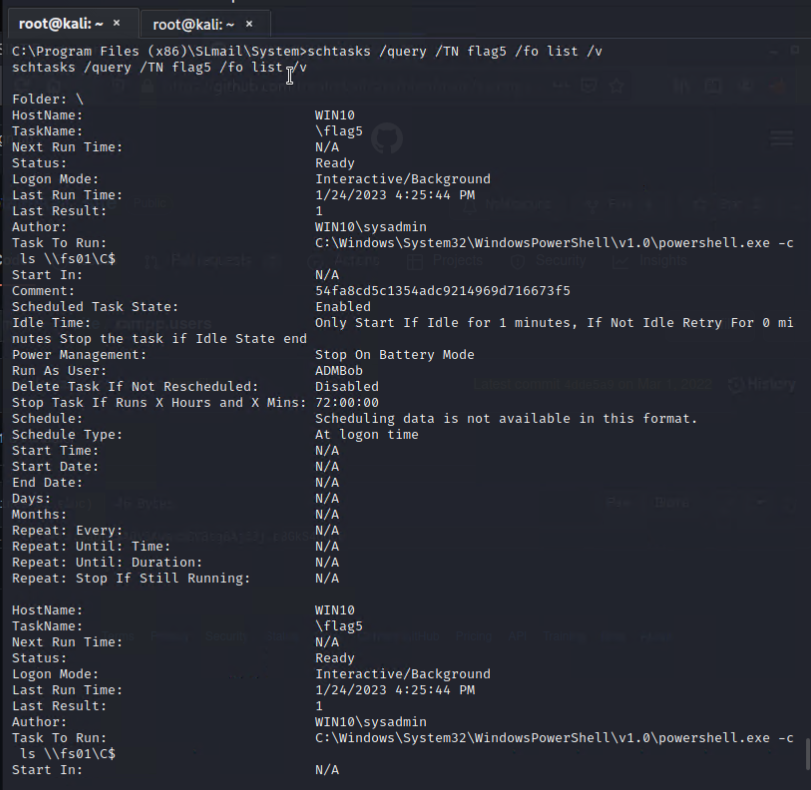 root@kali: ~ × root@kali: ~ ×
C:\Program Files (x86)\SLmail\System>schtasks /query /TN flag5 /fo list /v
schtasks /query /TN flag5 /fo list /v
Folder: \
HostName: WIN10
TaskName: \flag5
Next Run Time: N/A
Status: Ready
Logon Mode: Interactive/Background
Last Run Time: 1/24/2023 4:25:44 PM
Last Result: 1
Author: WIN10\sysadmin
Task To Run: C:\Windows\System32\WindowsPowerShell\v1.0\powershell.exe -c
ls \\fs01\C$
Start In: N/A
Comment: 54fa8cd5c1354adc9214969d716673f5
Scheduled Task State: Enabled
Idle Time: Only Start If Idle for 1 minutes, If Not Idle Retry For 0 mi
nutes Stop the task if Idle State end
Power Management: Stop On Battery Mode
Run As User: ADMBob
Delete Task If Not Rescheduled: Disabled
Stop Task If Runs X Hours and X Mins: 72:00:00
Schedule: Scheduling data is not available in this format.
Schedule Type: At logon time
Start Time: N/A
Start Date: N/A
End Date: N/A
Days: N/A
Months: N/A
Repeat: Every: N/A
Repeat: Until: Time: N/A
Repeat: Until: Duration: N/A
Repeat: Stop If Still Running: N/A
HostName: WIN10
TaskName: \flag5
Next Run Time: N/A
Status: Ready
Logon Mode: Interactive/Background
Last Run Time: 1/24/2023 4:25:44 PM
Last Result: 1
Author: WIN10\sysadmin
Task To Run: C:\Windows\System32\WindowsPowerShell\v1.0\powershell.exe -c
ls \\fs01\C$
Start In: N/A